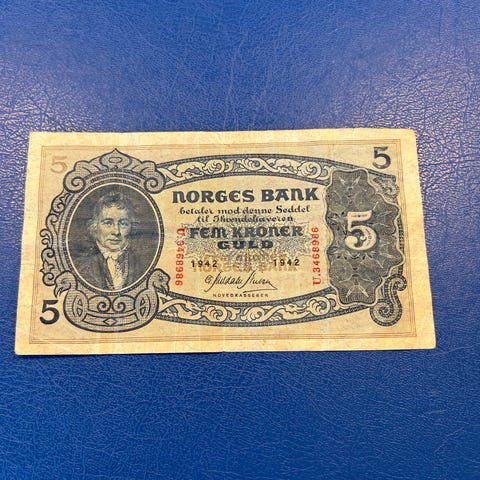 5
5
NORGES BANK
betaler mod denne Seddel
til Ihændehaveren
FEM KRONER
GULD
1942
1942
HOVEDKASSERER
5
5
U.3468986
U.3468986